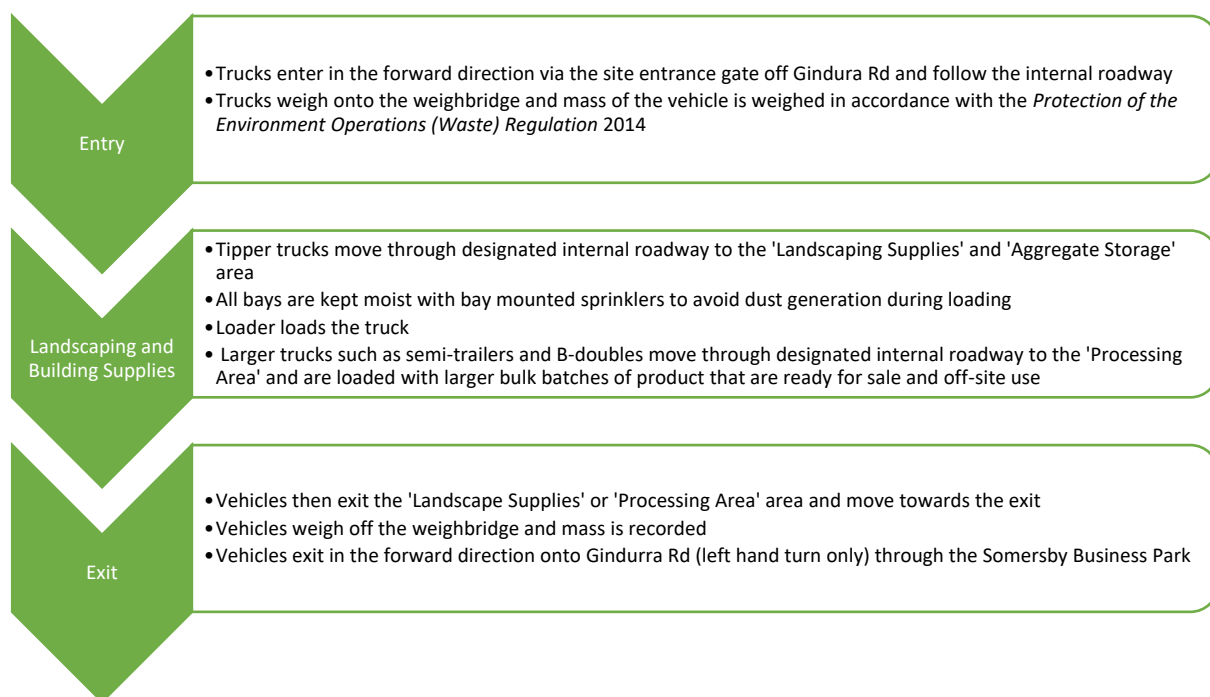 Entry
•Trucks enter in the forward direction via the site entrance gate off Gindura Rd and follow the internal roadway
•Trucks weigh onto the weighbridge and mass of the vehicle is weighed in accordance with the Protection of the
Environment Operations (Waste) Regulation 2014
Landscaping and
Building Supplies
•Tipper trucks move through designated internal roadway to the 'Landscaping Supplies' and 'Aggregate Storage'
area
•All bays are kept moist with bay mounted sprinklers to avoid dust generation during loading
•Loader loads the truck
• Larger trucks such as semi-trailers and B-doubles move through designated internal roadway to the 'Processing
Area' and are loaded with larger bulk batches of product that are ready for sale and off-site use
Exit
•Vehicles then exit the 'Landscape Supplies' or 'Processing Area' area and move towards the exit
•Vehicles weigh off the weighbridge and mass is recorded
•Vehicles exit in the forward direction onto Gindurra Rd (left hand turn only) through the Somersby Business Park